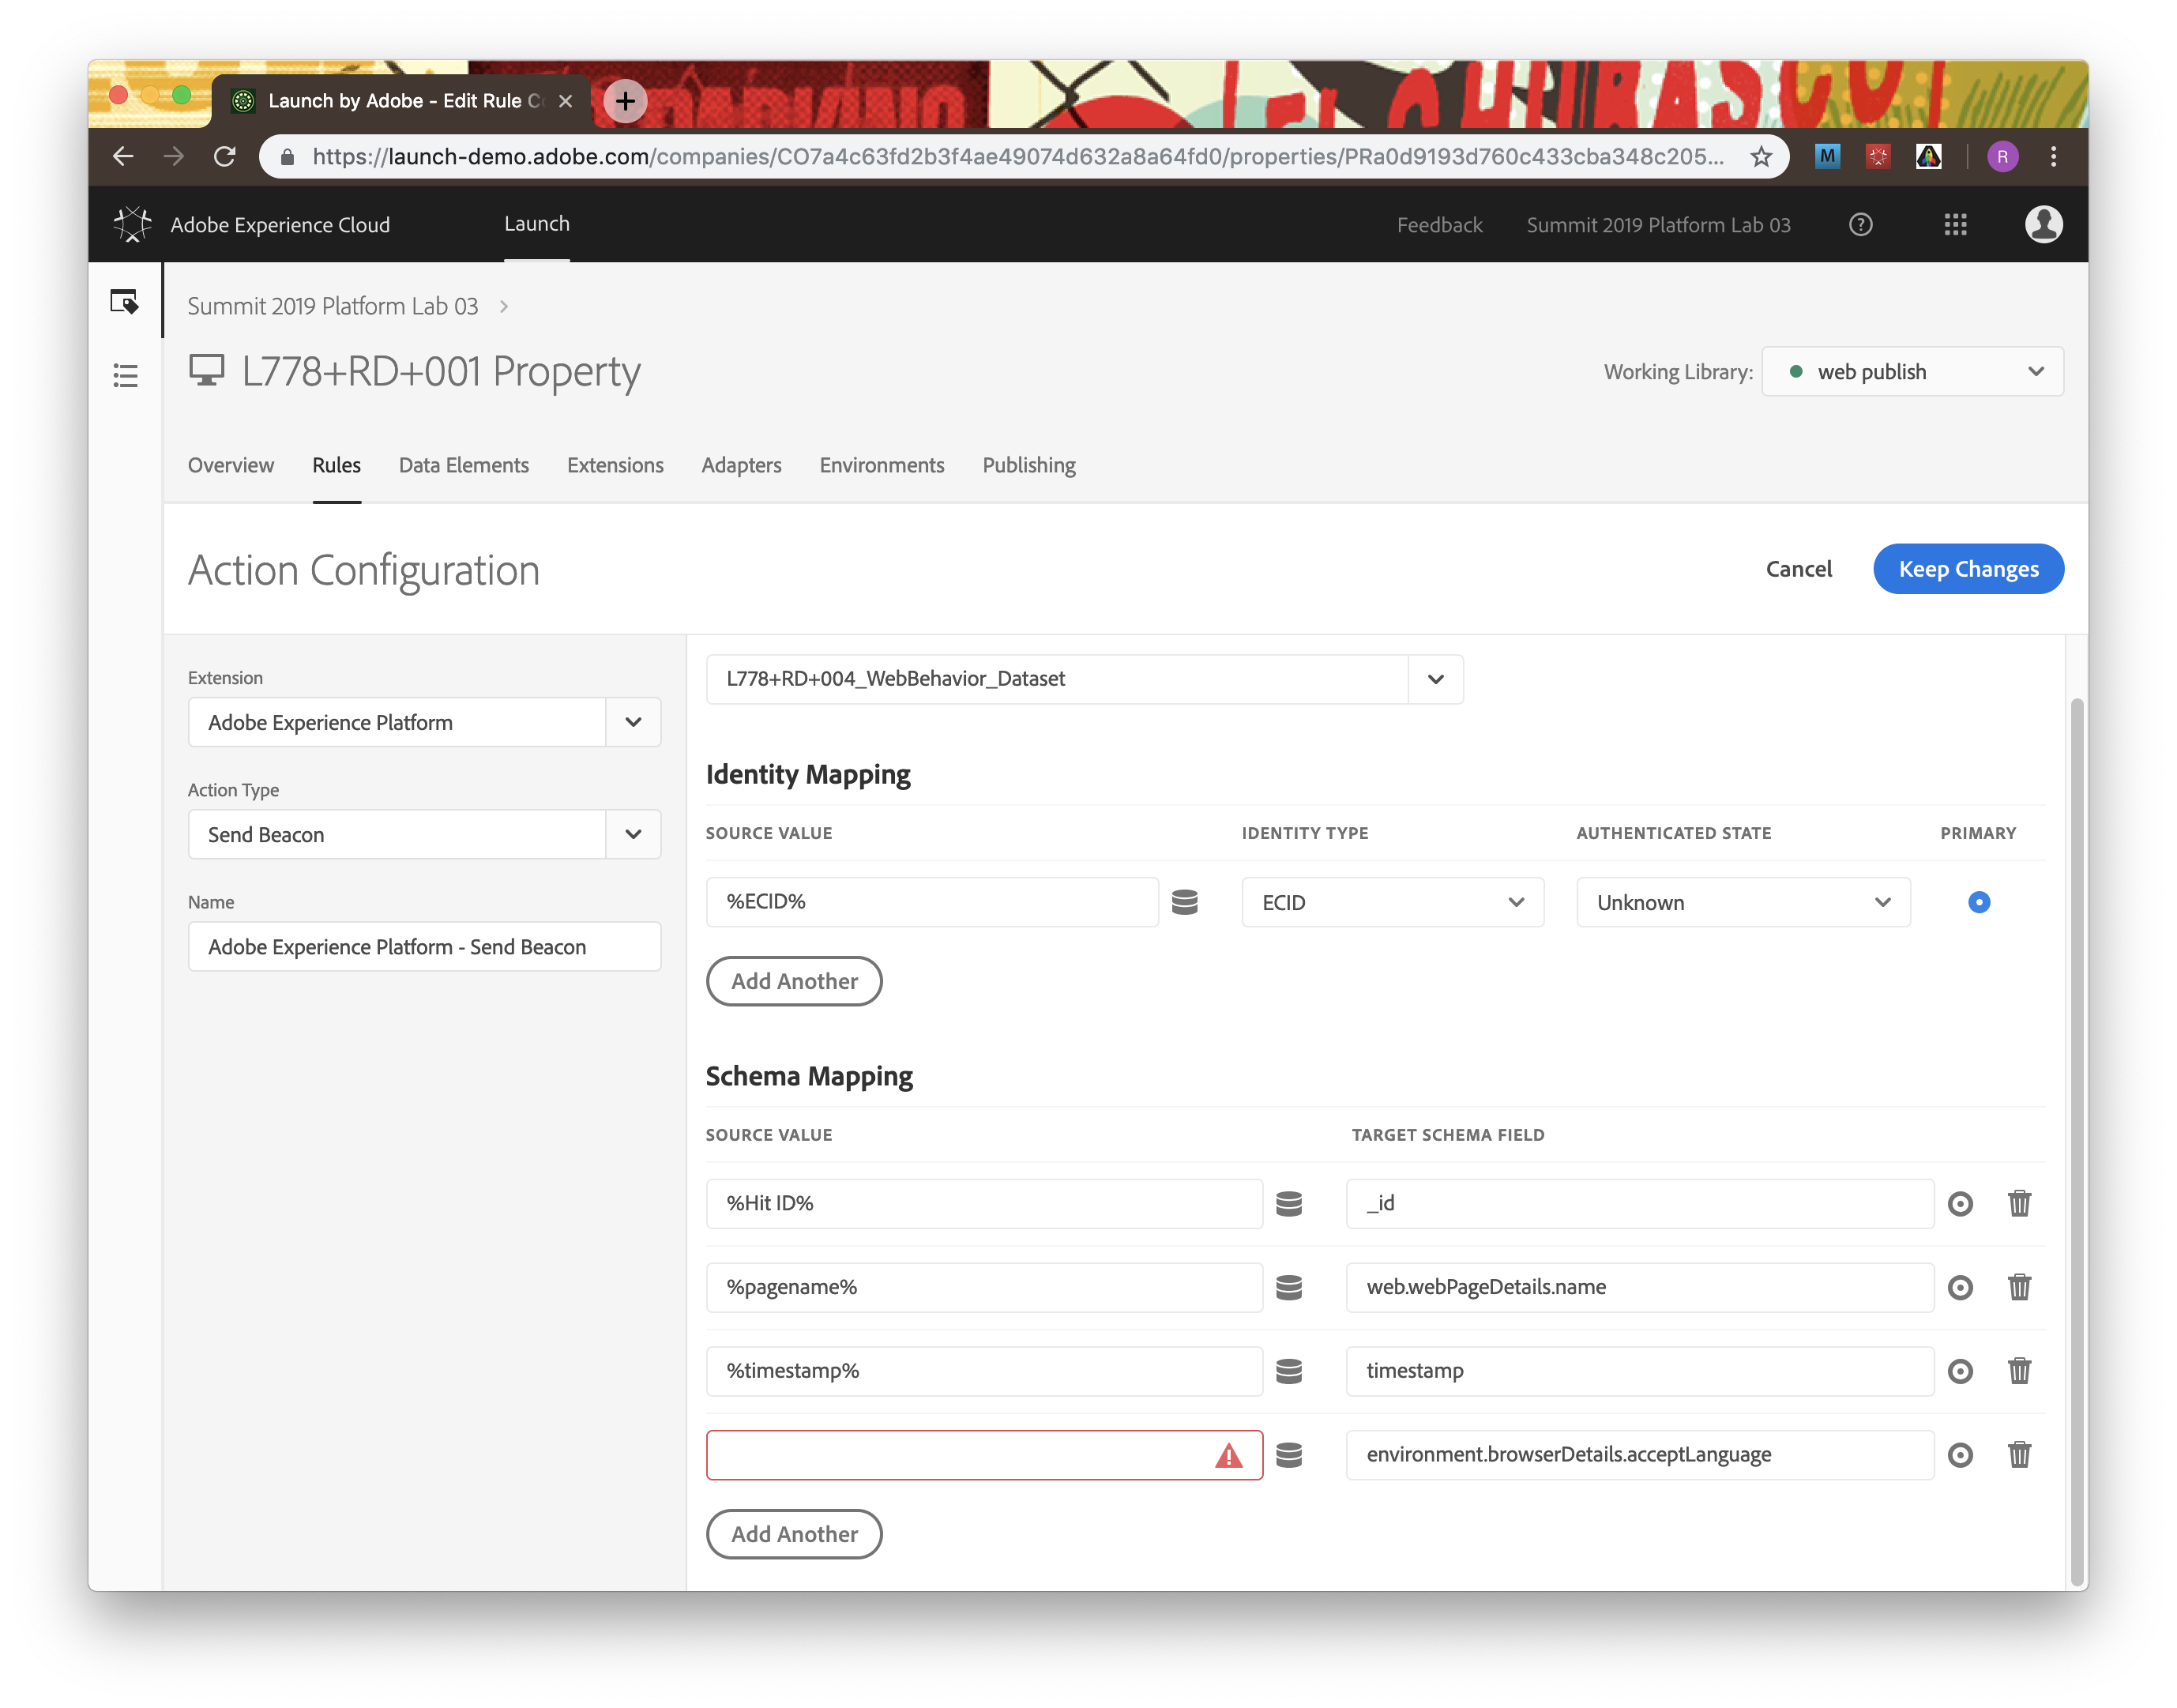 Launch by Adobe - Edit Rule C
https://launch-demo.adobe.com/companies/CO7a4c63fd2b3f4ae49074d632a8a64fd0/properties/PRa0d9193d760c433cba348c205...
M
R
Adobe Experience Cloud
Launch
Feedback
Summit 2019 Platform Lab 03
Summit 2019 Platform Lab 03
L778+RD+001 Property
Working Library:
web publish
Overview
Rules
Data Elements
Extensions
Adapters
Environments
Publishing
Action Configuration
Cancel
Keep Changes
Extension
Adobe Experience Platform
Action Type
Send Beacon
Name
Adobe Experience Platform - Send Beacon
L778+RD+004_WebBehavior_Dataset
Identity Mapping
SOURCE VALUE
IDENTITY TYPE
AUTHENTICATED STATE
PRIMARY
%ECID%
ECID
Unknown
Add Another
Schema Mapping
SOURCE VALUE
TARGET SCHEMA FIELD
%Hit ID%
_id
%pagename%
web.webPageDetails.name
%timestamp%
timestamp
environment.browserDetails.acceptLanguage
Add Another